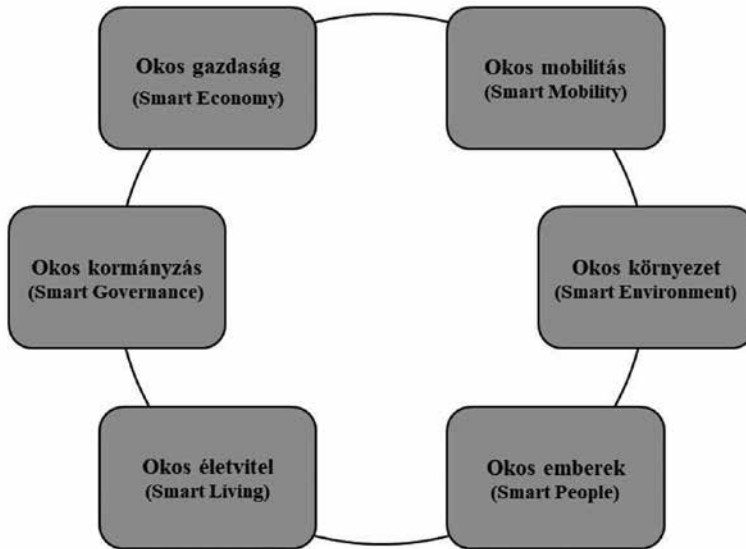 Okos gazdaság
(Smart Economy)
Okos mobilitás
(Smart Mobility)
Okos kormányzás
(Smart Governance)
Okos környezet
(Smart Environment)
Okos életvitel
(Smart Living)
Okos emberek
(Smart People)